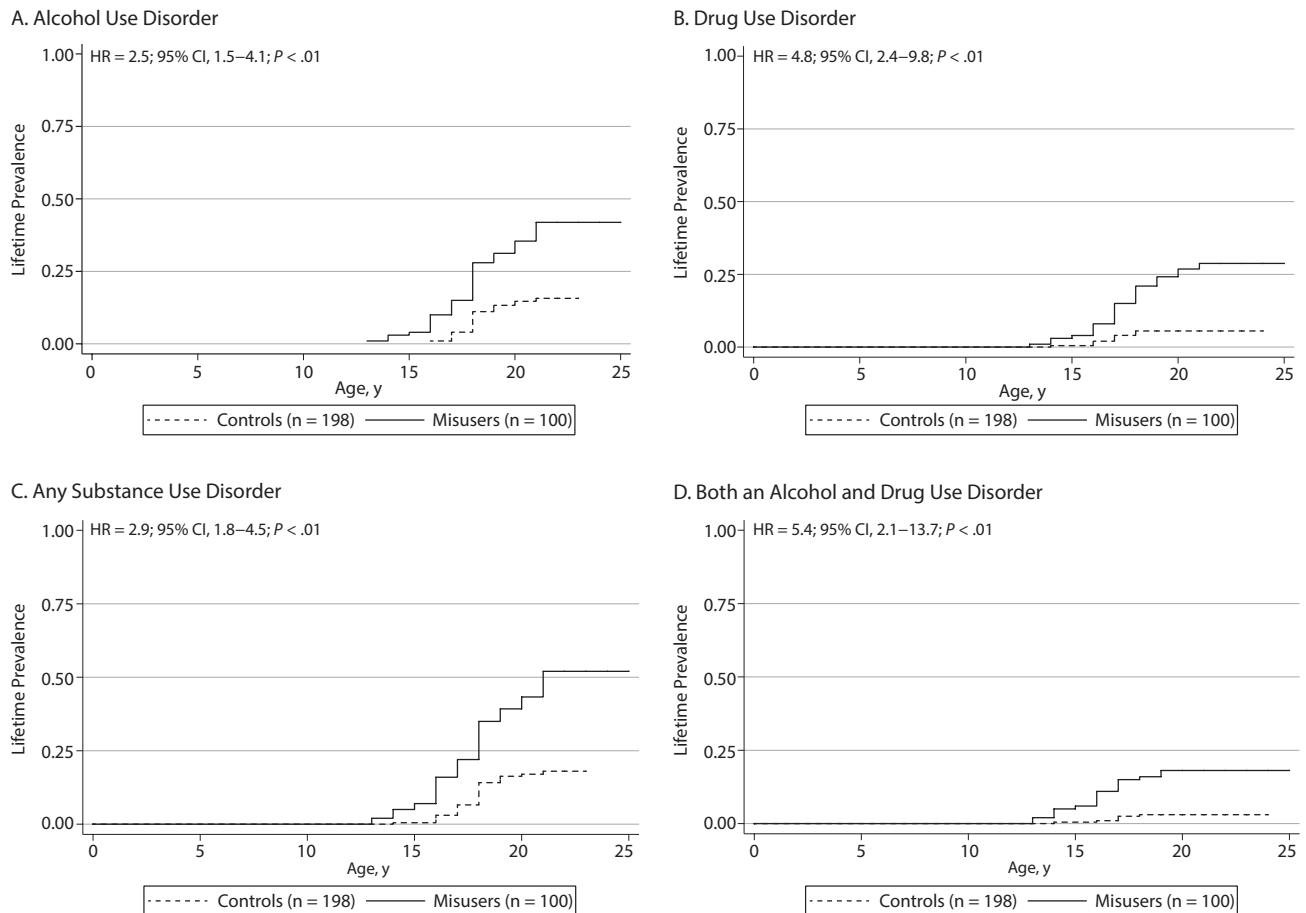 A. Alcohol Use Disorder
HR = 2.5; 95% CI, 1.5–4.1; P < .01
1.00
0.75
0.50
0.25
0.00
Lifetime Prevalence
0 5 10 15 20 25
Age, y
Controls (n = 198) Misusers (n = 100)
B. Drug Use Disorder
HR = 4.8; 95% CI, 2.4–9.8; P < .01
1.00
0.75
0.50
0.25
0.00
Lifetime Prevalence
0 5 10 15 20 25
Age, y
Controls (n = 198) Misusers (n = 100)
C. Any Substance Use Disorder
HR = 2.9; 95% CI, 1.8–4.5; P < .01
1.00
0.75
0.50
0.25
0.00
Lifetime Prevalence
0 5 10 15 20 25
Age, y
Controls (n = 198) Misusers (n = 100)
D. Both an Alcohol and Drug Use Disorder
HR = 5.4; 95% CI, 2.1–13.7; P < .01
1.00
0.75
0.50
0.25
0.00
Lifetime Prevalence
0 5 10 15 20 25
Age, y
Controls (n = 198) Misusers (n = 100)